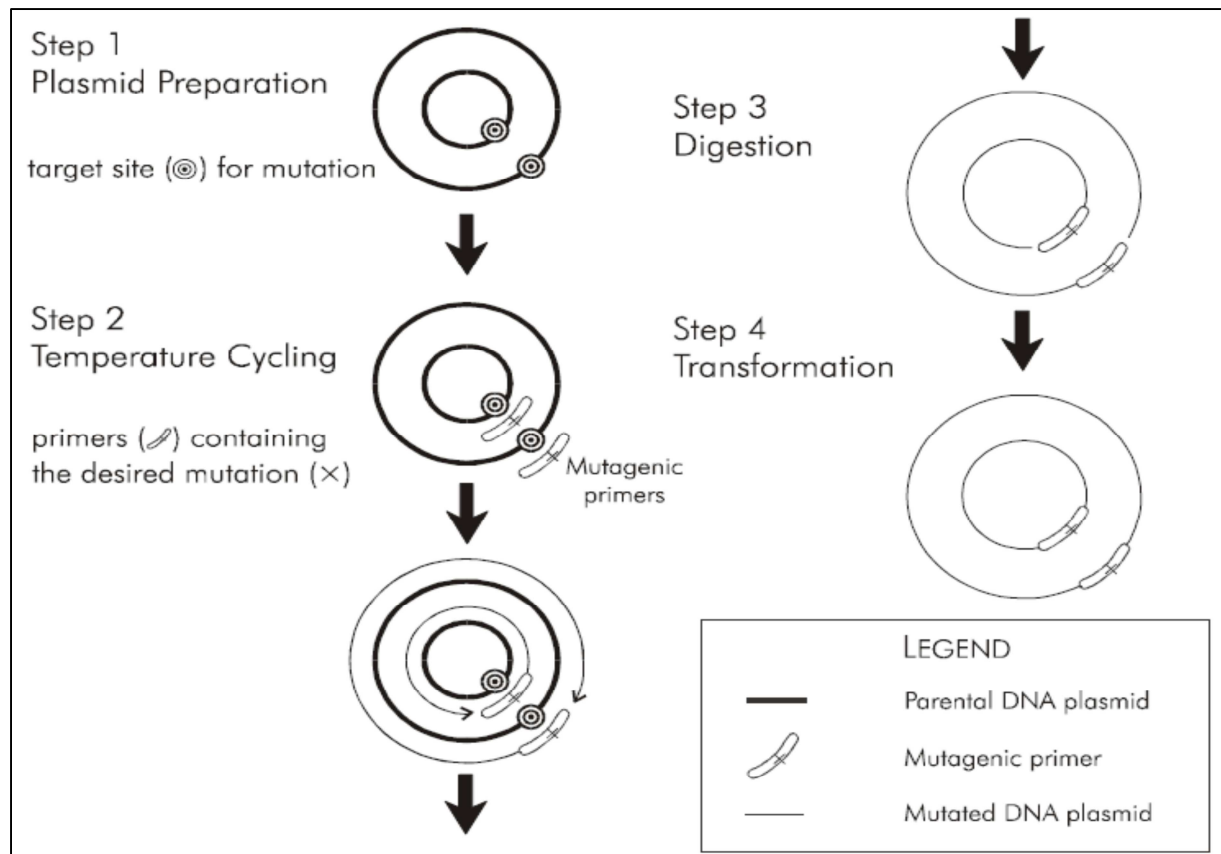 Step 1
Plasmid Preparation
target site (◎) for mutation
Step 2
Temperature Cycling
primers () containing
the desired mutation (×)
Mutagenic
primers
Step 3
Digestion
Step 4
Transformation
LEGEND
Parental DNA plasmid
Mutagenic primer
Mutated DNA plasmid